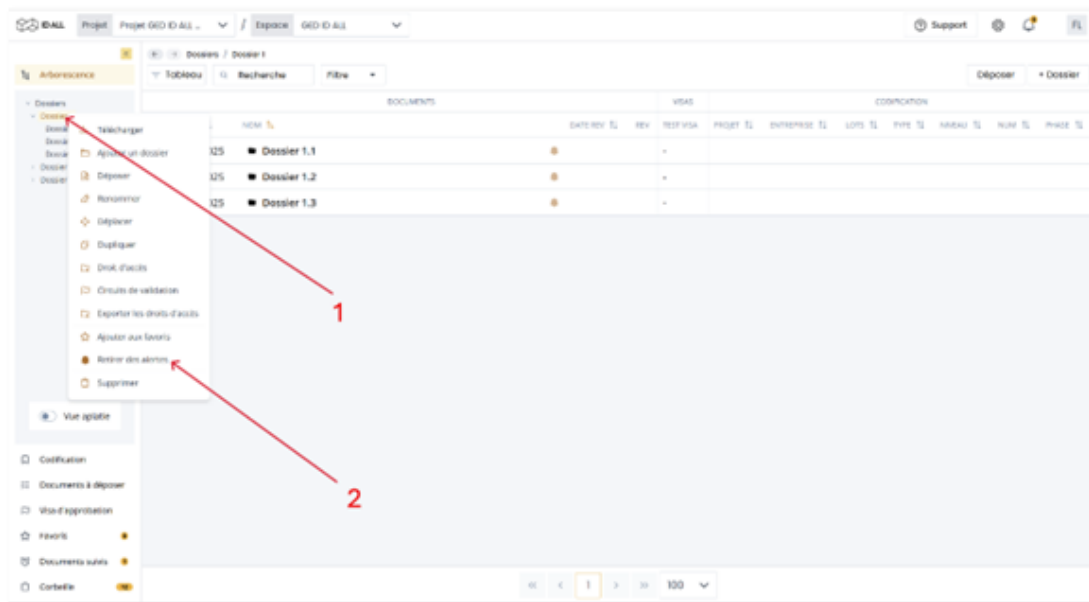 IDALL Projet Projet GED ID ALL ... / Espace GED ID ALL Support FL
Dossiers / Dossier 1
Arborescence Tableau Recherche Filtre Déposer + Dossier
Dossiers
DOCUMENTS VISAS CODIFICATION
NOM DATE REV REV TEST VISA PROJET ENTREPRISE LOTS TYPE NIVEAU NUM PHASE
Télécharger
Ajouter un dossier
Déposer
Renommer
Déplacer
Dupliquer
Droit d'accès
Circuits de validation
Exporter les droits d'accès
Ajouter aux favoris
Retirer des alertes
Supprimer
025 Dossier 1.1 -
025 Dossier 1.2 -
025 Dossier 1.3 -
1
2
Vue aplatie
Codification
Documents à déposer
Visa d'approbation
Favoris
Documents suivis
Corbeille
« < 1 > » 100